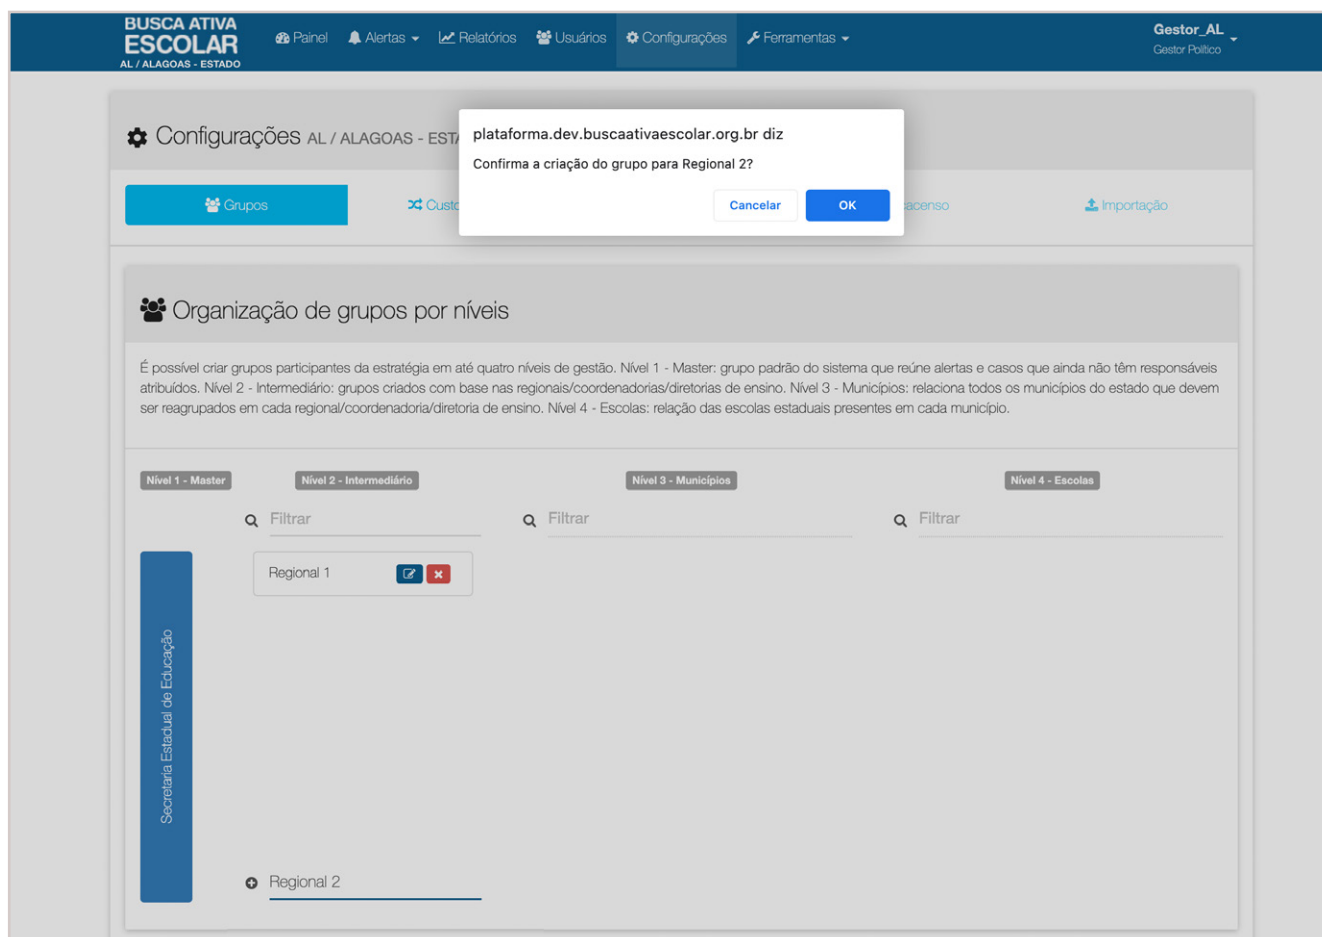 BUSCA ATIVA
ESCOLAR
AL / ALAGOAS - ESTADO
Painel
Alertas
Relatórios
Usuários
Configurações
Ferramentas
Gestor_AL
Gestor Político
Configurações AL / ALAGOAS - EST
plataforma.dev.buscaativaescolar.org.br diz
Confirma a criação do grupo para Regional 2?
Cancelar
OK
Grupos
Custo
acenso
Importação
Organização de grupos por níveis
É possível criar grupos participantes da estratégia em até quatro níveis de gestão. Nível 1 - Master: grupo padrão do sistema que reúne alertas e casos que ainda não têm responsáveis
atribuídos. Nível 2 - Intermediário: grupos criados com base nas regionais/coordenadorias/diretorias de ensino. Nível 3 - Municípios: relaciona todos os municípios do estado que devem
ser reagrupados em cada regional/coordenadoria/diretoria de ensino. Nível 4 - Escolas: relação das escolas estaduais presentes em cada município.
Nível 1 - Master
Nível 2 - Intermediário
Nível 3 - Municípios
Nível 4 - Escolas
Filtrar
Filtrar
Filtrar
Regional 1
Secretaria Estadual de Educação
Regional 2